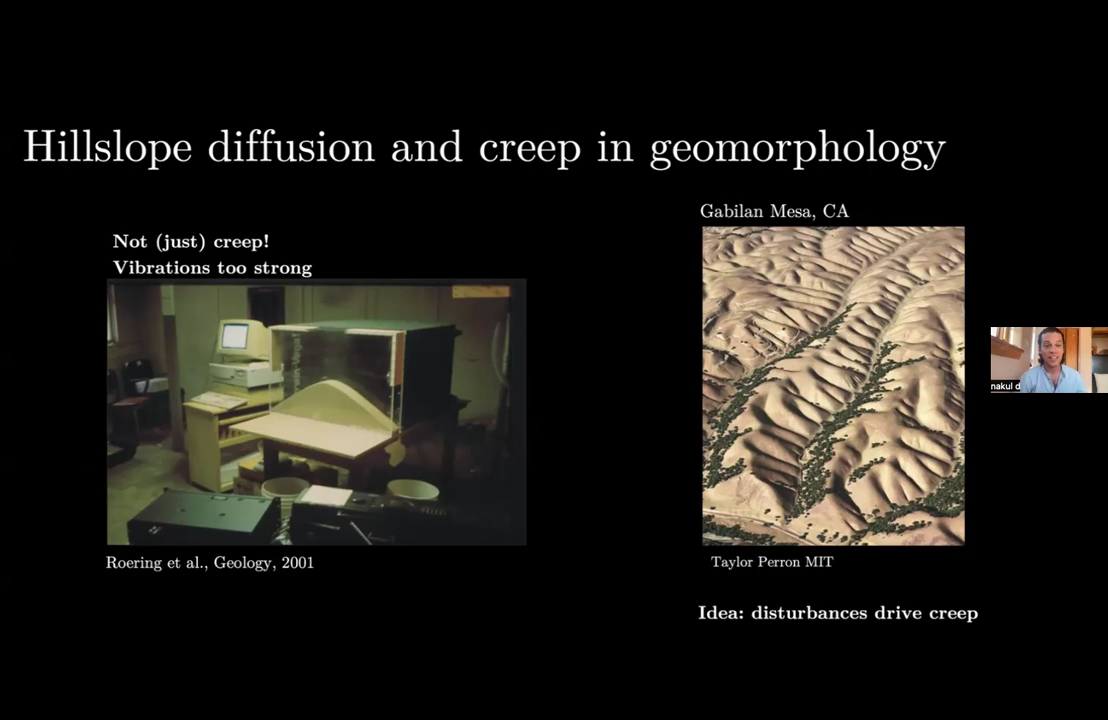 Hillslope diffusion and creep in geomorphology
Not (just) creep!
Vibrations too strong
Roering et al., Geology, 2001
Gabilan Mesa, CA
Taylor Perron MIT
Idea: disturbances drive creep
nakul d